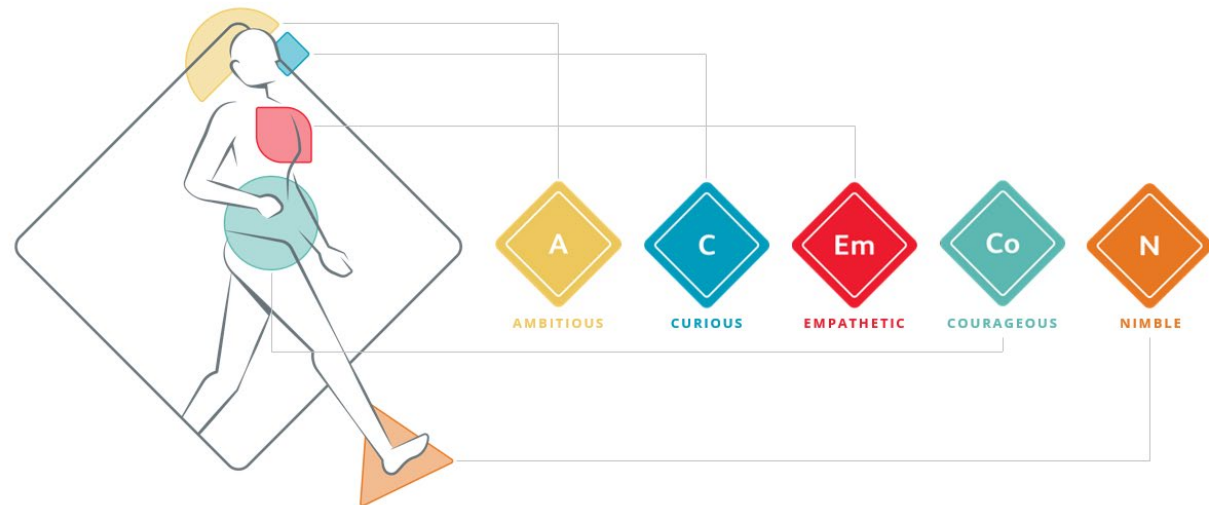 A
C
Em
Co
N
AMBITIOUS
CURIOUS
EMPATHETIC
COURAGEOUS
NIMBLE